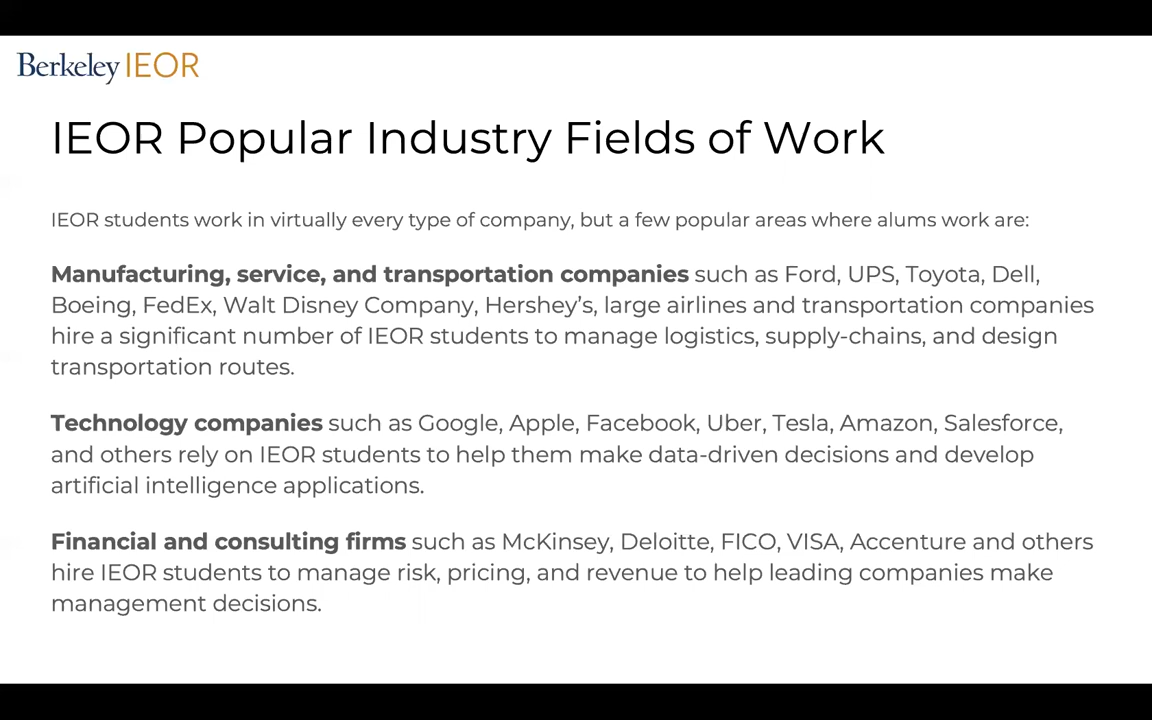 Berkeley IEOR
IEOR Popular Industry Fields of Work
IEOR students work in virtually every type of company, but a few popular areas where alums work are:
Manufacturing, service, and transportation companies such as Ford, UPS, Toyota, Dell,
Boeing, FedEx, Walt Disney Company, Hershey’s, large airlines and transportation companies
hire a significant number of IEOR students to manage logistics, supply-chains, and design
transportation routes.
Technology companies such as Google, Apple, Facebook, Uber, Tesla, Amazon, Salesforce,
and others rely on IEOR students to help them make data-driven decisions and develop
artificial intelligence applications.
Financial and consulting firms such as McKinsey, Deloitte, FICO, VISA, Accenture and others
hire IEOR students to manage risk, pricing, and revenue to help leading companies make
management decisions.